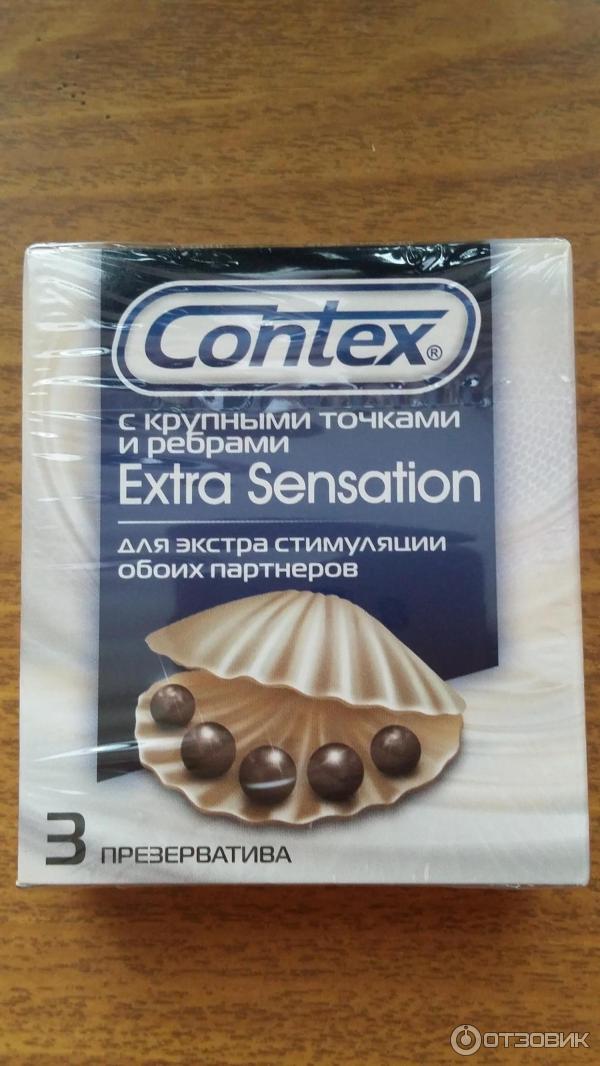 Contex®
с крупными точками
и ребрами
Extra Sensation
для экстра стимуляции
обоих партнеров
3 ПРЕЗЕРВАТИВА
ОТЗОВИК